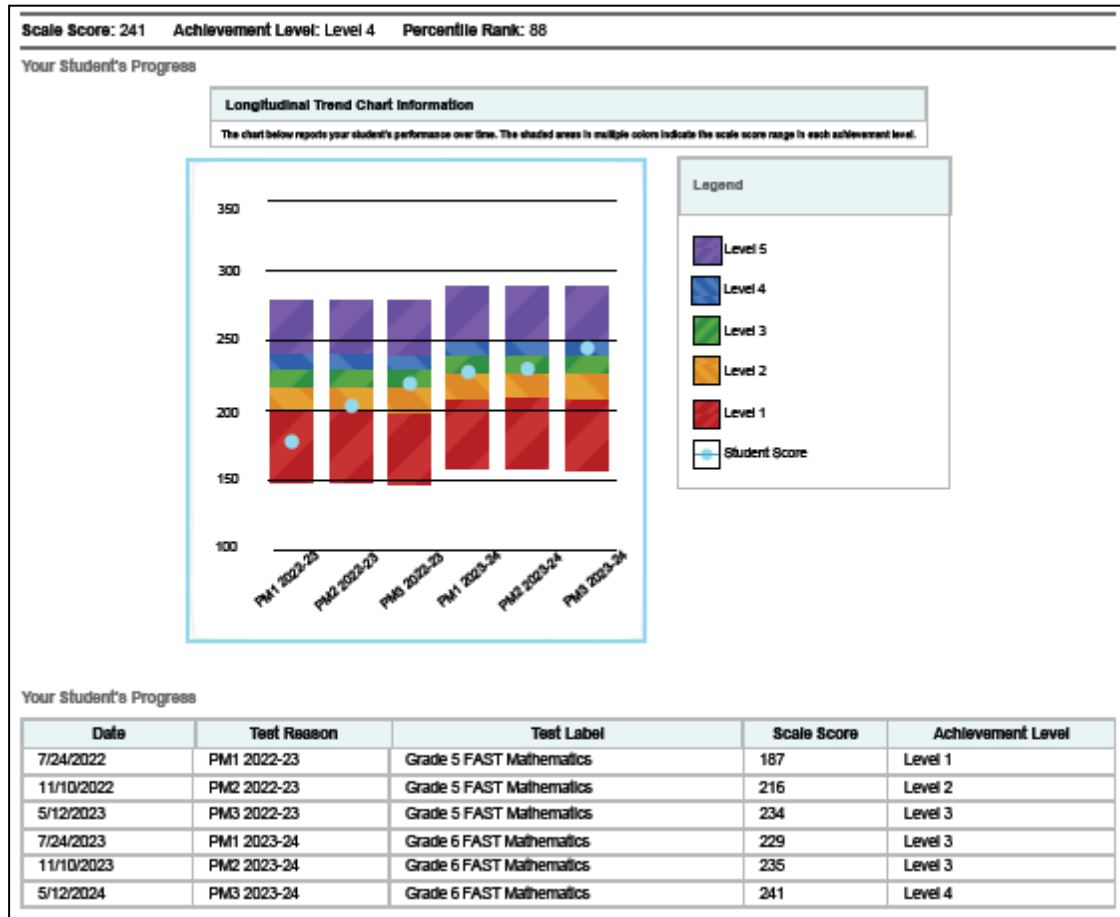 Scale Score: 241 Achievement Level: Level 4 Percentile Rank: 88
Your Student's Progress
Longitudinal Trend Chart Information
The chart below reports your student's performance over time. The shaded areas in multiple colors indicate the scale score range in each achievement level.
350
300
250
200
150
100
PM1 2022-23
PM2 2022-23
PM3 2022-23
PM1 2023-24
PM2 2023-24
PM3 2023-24
Legend
Level 5
Level 4
Level 3
Level 2
Level 1
Student Score
Your Student's Progress
Date Test Reason Test Label Scale Score Achievement Level
7/24/2022 PM1 2022-23 Grade 5 FAST Mathematics 187 Level 1
11/10/2022 PM2 2022-23 Grade 5 FAST Mathematics 216 Level 2
5/12/2023 PM3 2022-23 Grade 5 FAST Mathematics 234 Level 3
7/24/2023 PM1 2023-24 Grade 6 FAST Mathematics 229 Level 3
11/10/2023 PM2 2023-24 Grade 6 FAST Mathematics 235 Level 3
5/12/2024 PM3 2023-24 Grade 6 FAST Mathematics 241 Level 4